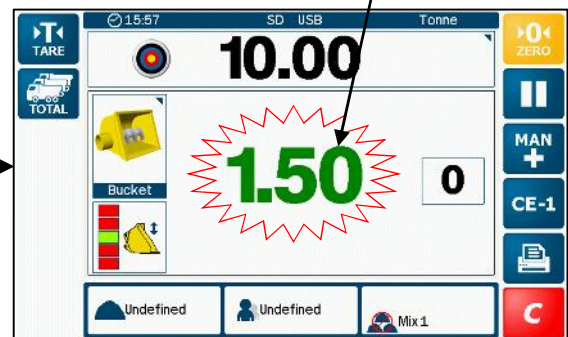 15:57 SD USB Tonne
TARE
TOTAL
10.00
ZERO
Bucket
1.50
0
MAN
+
CE-1
Undefined
Undefined
Mix 1
C